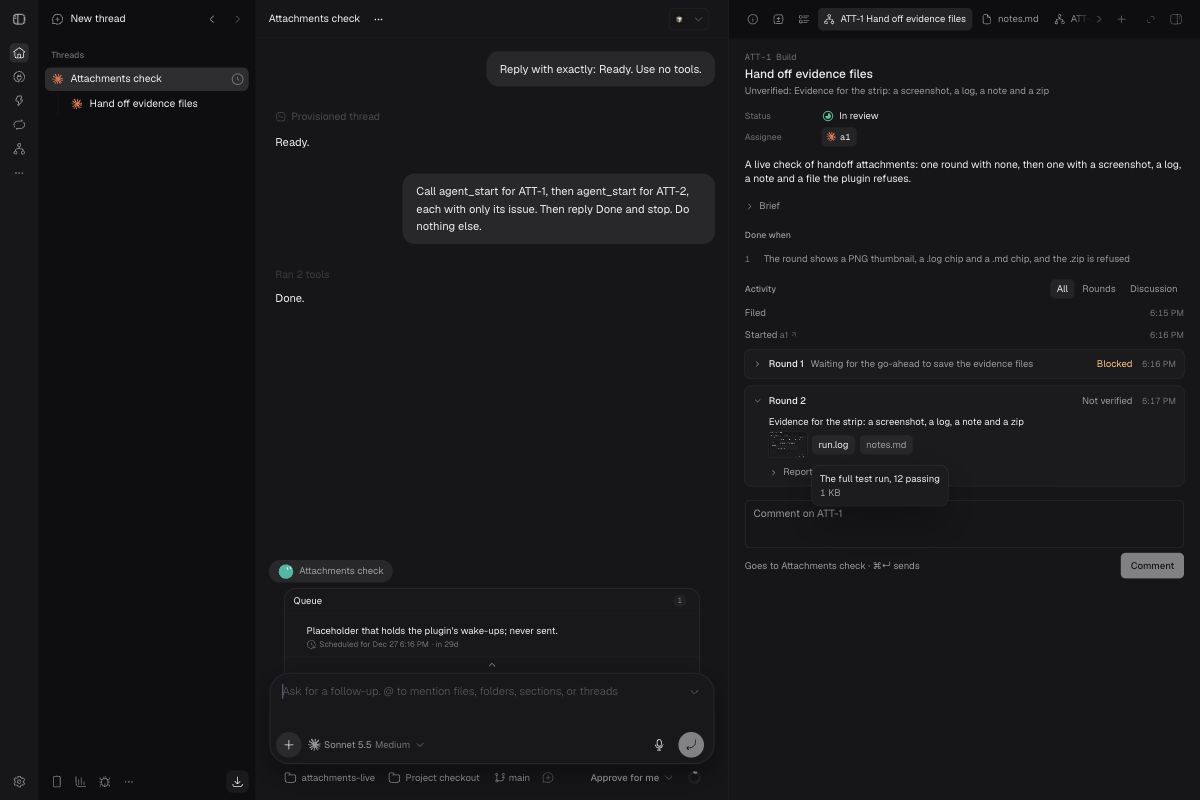 New thread
Threads
Attachments check
Hand off evidence files
Attachments check
Reply with exactly: Ready. Use no tools.
Provisioned thread
Ready.
Call agent_start for ATT-1, then agent_start for ATT-2,
each with only its issue. Then reply Done and stop. Do
nothing else.
Ran 2 tools
Done.
Attachments check
Queue
1
Placeholder that holds the plugin's wake-ups; never sent.
Scheduled for Dec 27 6:16 PM · in 29d
Ask for a follow-up. @ to mention files, folders, sections, or threads
Sonnet 5.5 Medium
attachments-live
Project checkout
main
Approve for me
ATT-1 Hand off evidence files
notes.md
ATT-
ATT-1 Build
Hand off evidence files
Unverified: Evidence for the strip: a screenshot, a log, a note and a zip
Status
In review
Assignee
a1
A live check of handoff attachments: one round with none, then one with a screenshot, a log,
a note and a file the plugin refuses.
Brief
Done when
1 The round shows a PNG thumbnail, a .log chip and a .md chip, and the .zip is refused
Activity
All
Rounds
Discussion
Filed
6:15 PM
Started a1
6:16 PM
Round 1 Waiting for the go-ahead to save the evidence files
Blocked
6:16 PM
Round 2
Not verified
6:17 PM
Evidence for the strip: a screenshot, a log, a note and a zip
run.log
notes.md
Report
The full test run, 12 passing
1 KB
Comment on ATT-1
Goes to Attachments check · ⌘↵ sends
Comment